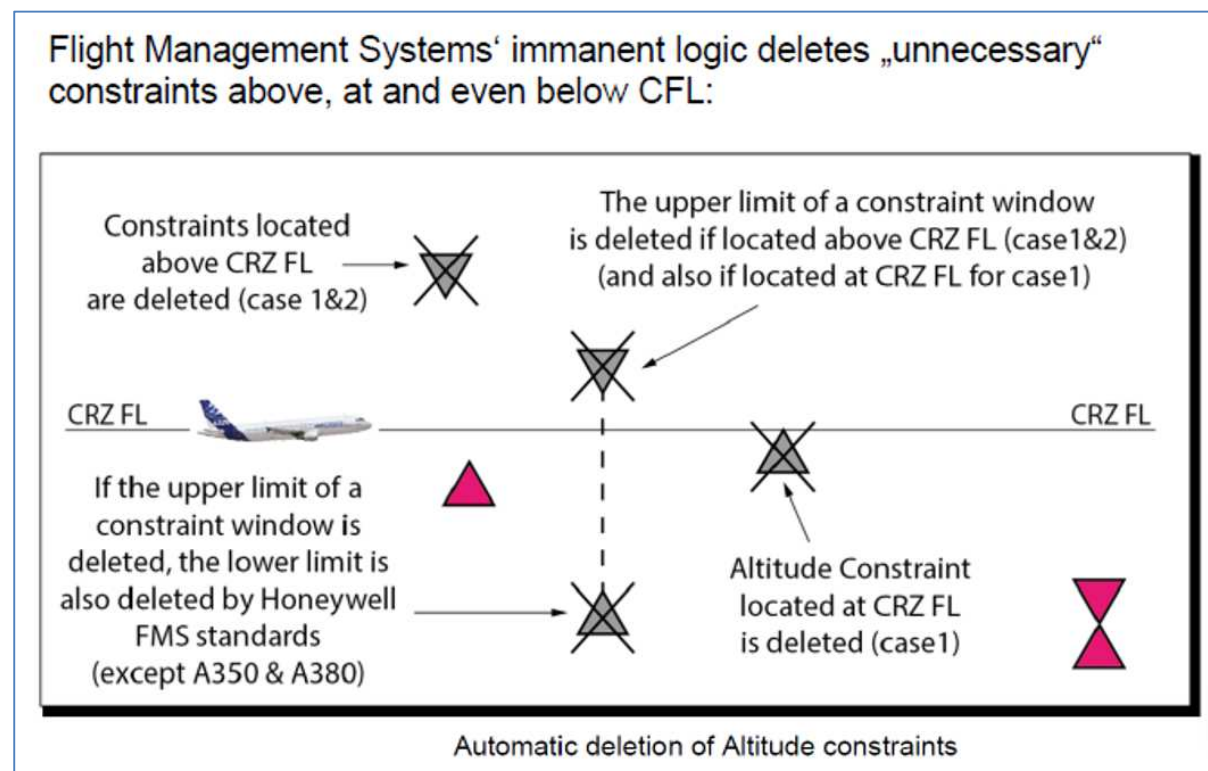 Flight Management Systems‘ immanent logic deletes „unnecessary“
constraints above, at and even below CFL:
Constraints located
above CRZ FL
are deleted (case 1&2)
The upper limit of a constraint window
is deleted if located above CRZ FL (case1&2)
(and also if located at CRZ FL for case1)
CRZ FL
CRZ FL
If the upper limit of a
constraint window is
deleted, the lower limit is
also deleted by Honeywell
FMS standards
(except A350 & A380)
Altitude Constraint
located at CRZ FL
is deleted (case1)
Automatic deletion of Altitude constraints